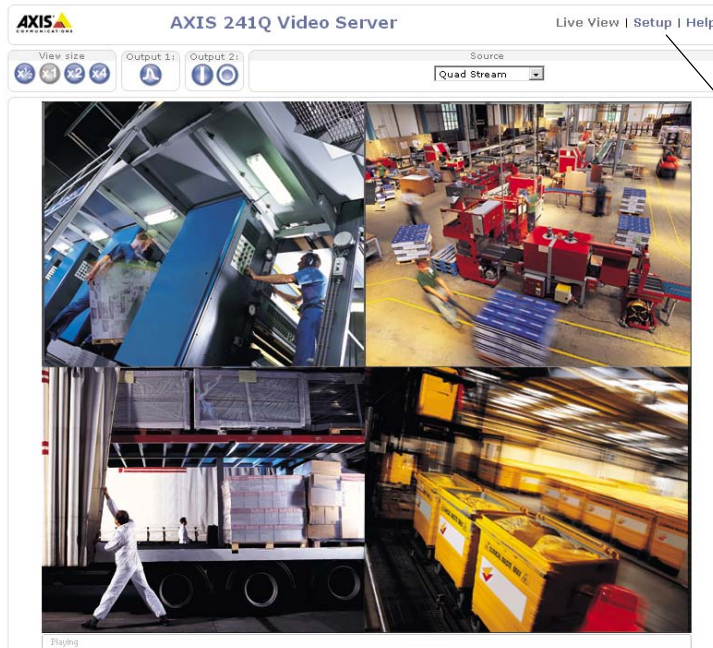 AXIS
COMMUNICATIONS
AXIS 241Q Video Server
Live View | Setup | Help
View size
Output 1:
Output 2:
Source
x½ x1 x2 x4
Quad Stream
Playing